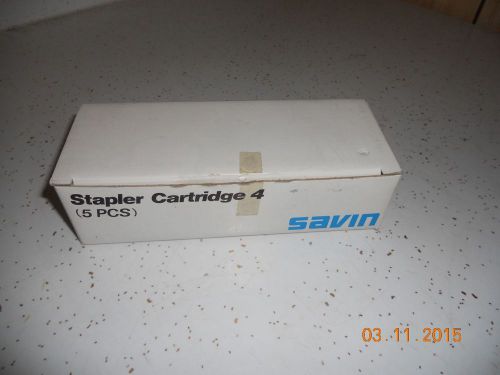 Stapler Cartridge 4
(5 PCS)
savin
03.11.2015